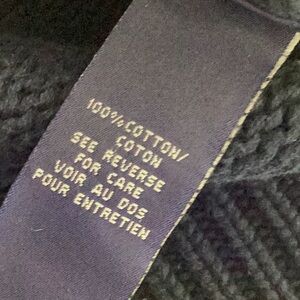 100% COTTON/
COTON
SEE REVERSE
FOR CARE
VOIR AU DOS
POUR ENTRETIEN